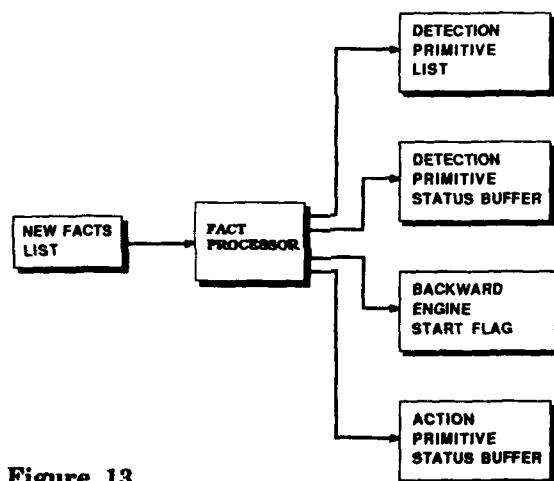 DETECTION
PRIMITIVE
LIST
DETECTION
PRIMITIVE
STATUS BUFFER
NEW FACTS
LIST
FACT
PROCESSOR
BACKWARD
ENGINE
START FLAG
ACTION
PRIMITIVE
STATUS BUFFER
Figure 13